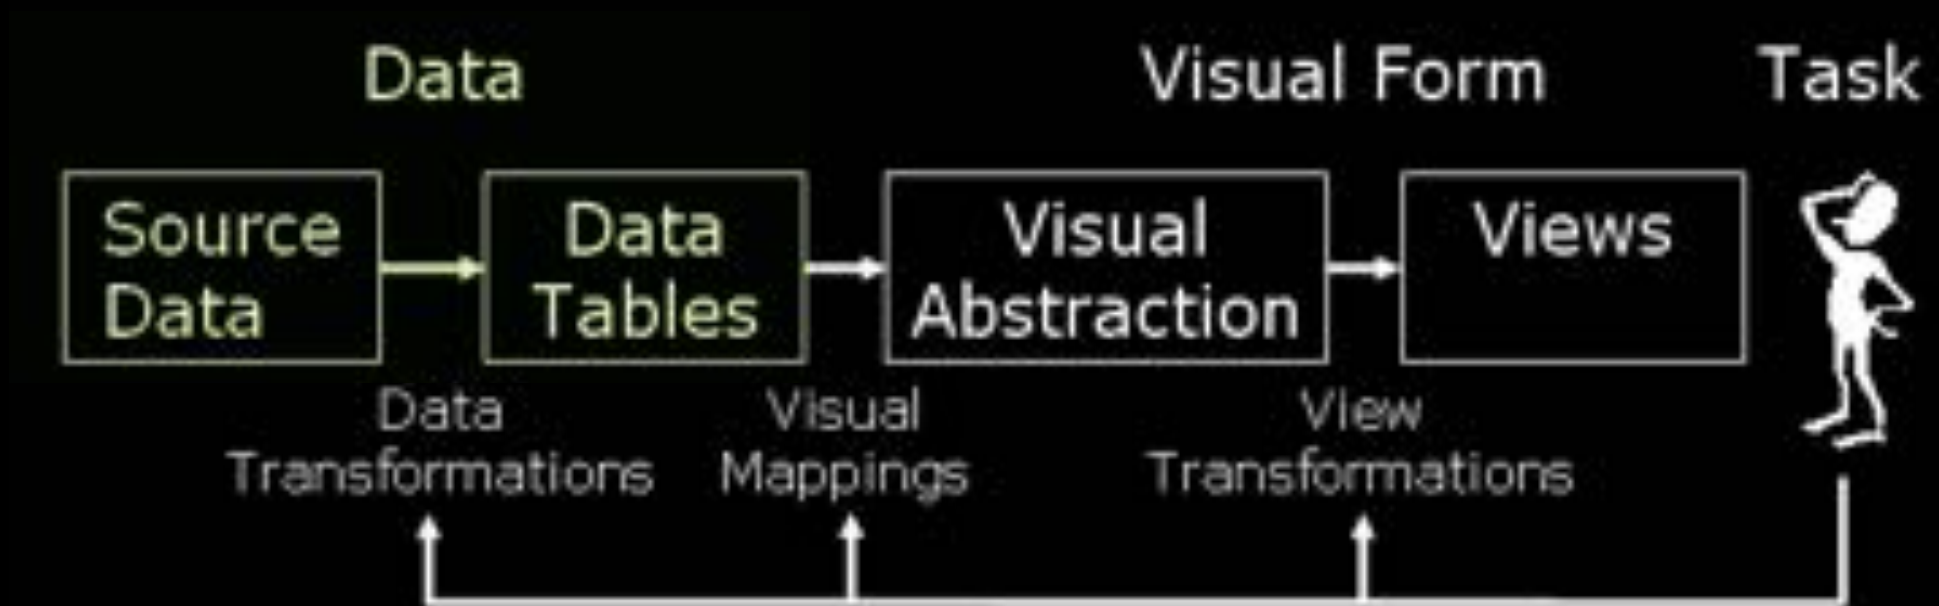 Data
Visual Form
Task
Source
Data
Data
Tables
Visual
Abstraction
Views
Data
Transformations
Visual
Mappings
View
Transformations